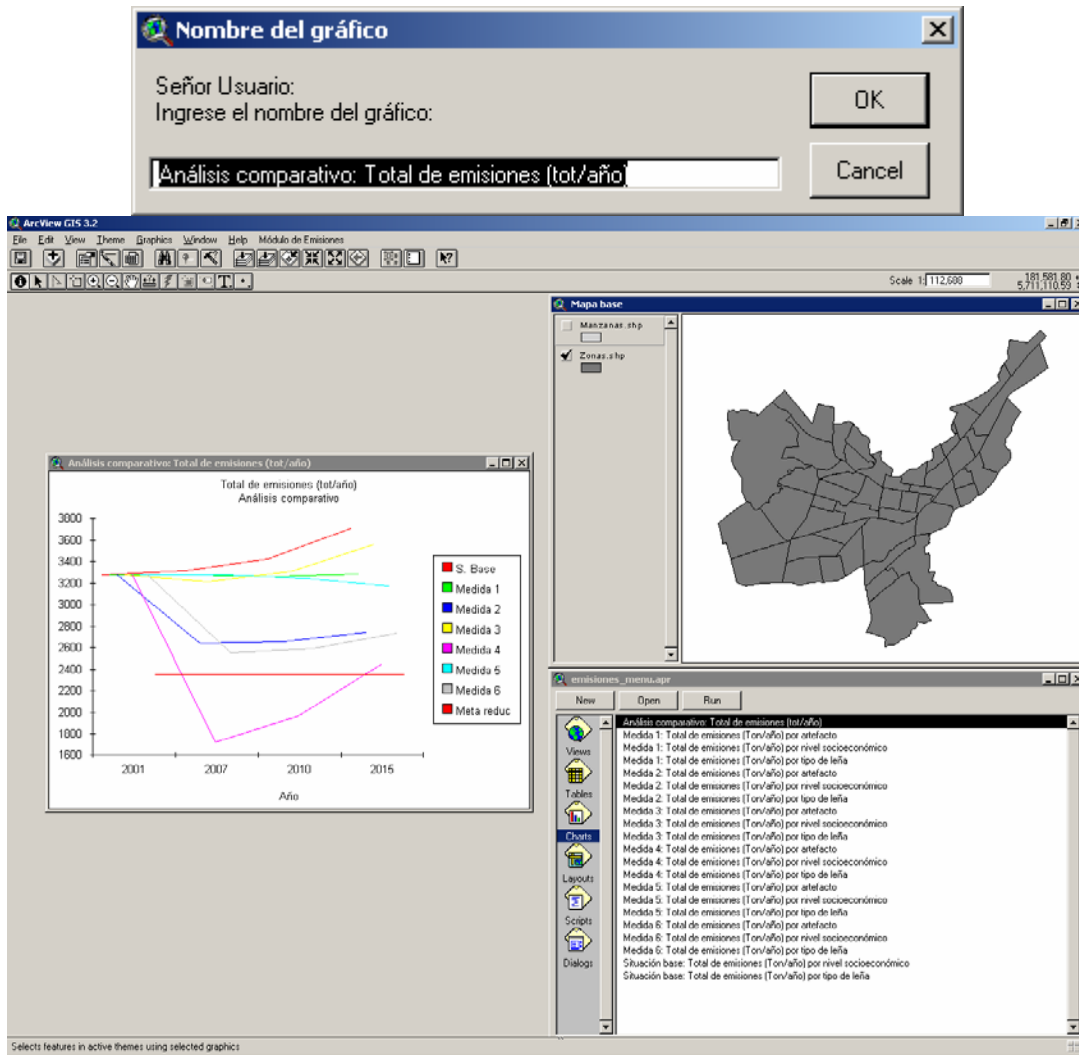 Nombre del gráfico
Señor Usuario:
Ingrese el nombre del gráfico:
OK
Análisis comparativo: Total de emisiones (tot/año)
Cancel
ArcView GIS 3.2
File Edit View Theme Graphics Window Help Módulo de Emisiones
Scale 1: 112,680
181,581.80
5,711,110.59
Mapa base
Manzanas.shp
Zonas.shp
Análisis comparativo: Total de emisiones (tot/año)
Total de emisiones (tot/año)
Análisis comparativo
3800
3600
3400
3200
3000
2800
2600
2400
2200
2000
1800
1600
2001 2007 2010 2015
Año
S. Base
Medida 1
Medida 2
Medida 3
Medida 4
Medida 5
Medida 6
Meta reduc
emisiones_menu.apr
New Open Run
Views
Tables
Charts
Layouts
Scripts
Dialogs
Análisis comparativo: Total de emisiones (tot/año)
Medida 1: Total de emisiones (Ton/año) por artefacto
Medida 1: Total de emisiones (Ton/año) por nivel socioeconómico
Medida 1: Total de emisiones (Ton/año) por tipo de leña
Medida 2: Total de emisiones (Ton/año) por artefacto
Medida 2: Total de emisiones (Ton/año) por nivel socioeconómico
Medida 2: Total de emisiones (Ton/año) por tipo de leña
Medida 3: Total de emisiones (Ton/año) por artefacto
Medida 3: Total de emisiones (Ton/año) por nivel socioeconómico
Medida 3: Total de emisiones (Ton/año) por tipo de leña
Medida 4: Total de emisiones (Ton/año) por artefacto
Medida 4: Total de emisiones (Ton/año) por nivel socioeconómico
Medida 4: Total de emisiones (Ton/año) por tipo de leña
Medida 5: Total de emisiones (Ton/año) por artefacto
Medida 5: Total de emisiones (Ton/año) por nivel socioeconómico
Medida 5: Total de emisiones (Ton/año) por tipo de leña
Medida 6: Total de emisiones (Ton/año) por artefacto
Medida 6: Total de emisiones (Ton/año) por nivel socioeconómico
Medida 6: Total de emisiones (Ton/año) por tipo de leña
Situación base: Total de emisiones (Ton/año) por nivel socioeconómico
Situación base: Total de emisiones (Ton/año) por tipo de leña
Selects features in active themes using selected graphics